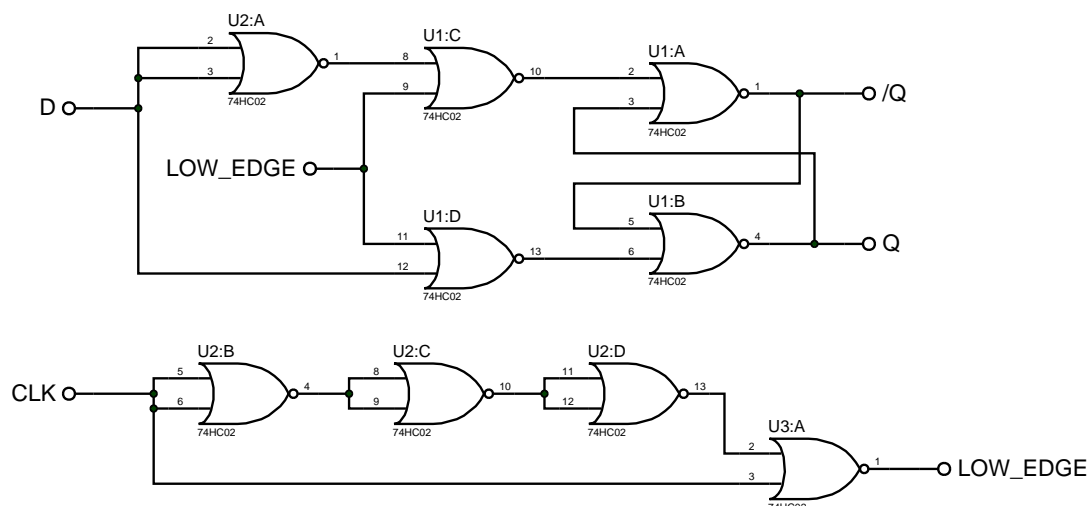 U2:A
2
3
1
74HC02
U1:C
8
9
10
74HC02
U1:A
2
3
1
74HC02
/Q
D
LOW_EDGE
U1:D
11
12
13
74HC02
U1:B
5
6
4
74HC02
Q
CLK
U2:B
5
6
4
74HC02
U2:C
8
9
10
74HC02
U2:D
11
12
13
74HC02
U3:A
2
3
1
74HC02
LOW_EDGE